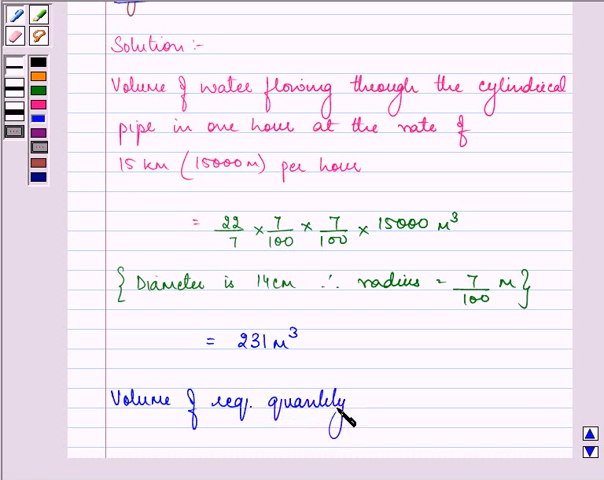 Solution:-
Volume of water flowing through the cylindrical
pipe in one hour at the rate of
15 km (15000 m) per hour
= 22/7 × 7/100 × 7/100 × 15000 m³
{Diameter is 14 cm ∴ radius = 7/100 m}
= 231 m³
Volume of req. quantity